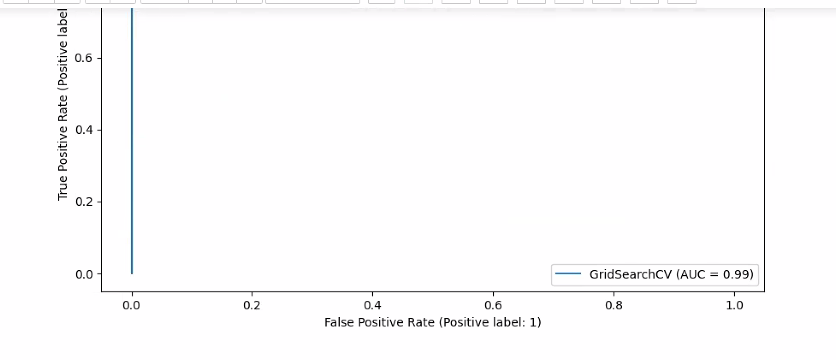 True Positive Rate (Positive label
0.6
0.4
0.2
0.0
GridSearchCV (AUC = 0.99)
0.0 0.2 0.4 0.6 0.8 1.0
False Positive Rate (Positive label: 1)